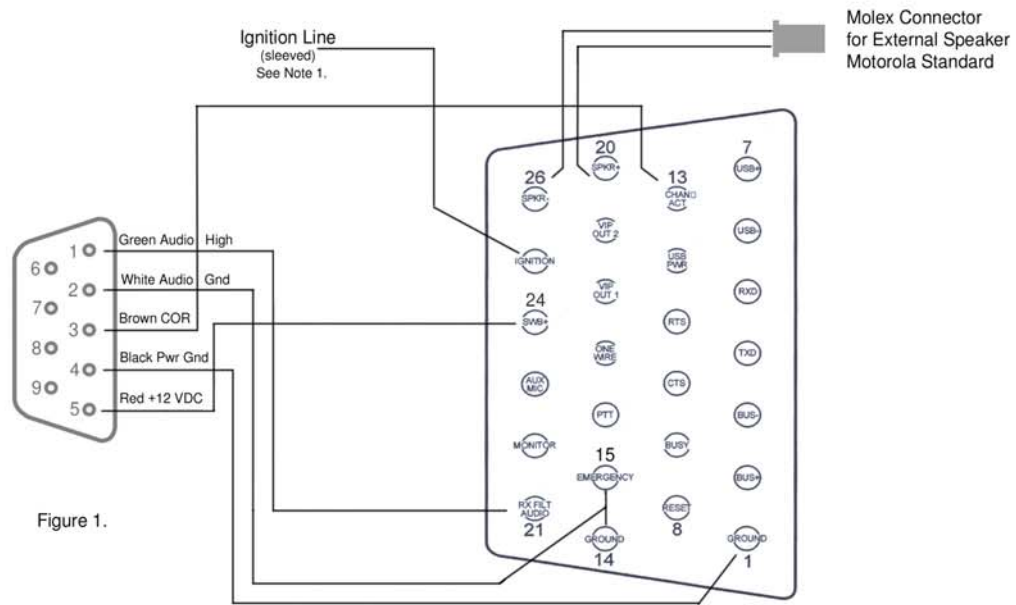 Ignition Line
(sleeved)
See Note 1.
Molex Connector
for External Speaker
Motorola Standard
1 Green Audio High
2 White Audio Gnd
3 Brown COR
4 Black Pwr Gnd
5 Red +12 VDC
6
7
8
9
26
SPKR-
IGNITION
24
SWB+
AUX
MIC
MONITOR
RX FILT
AUDIO
21
20
SPKR+
VIP
OUT 2
VIP
OUT 1
ONE
WIRE
PTT
15
EMERGENCY
GROUND
14
13
CHAN
ACT
USB
PWR
RTS
CTS
BUSY
RESET
8
7
USB+
USB-
RXD
TXD
BUS-
BUS+
GROUND
1
Figure 1.